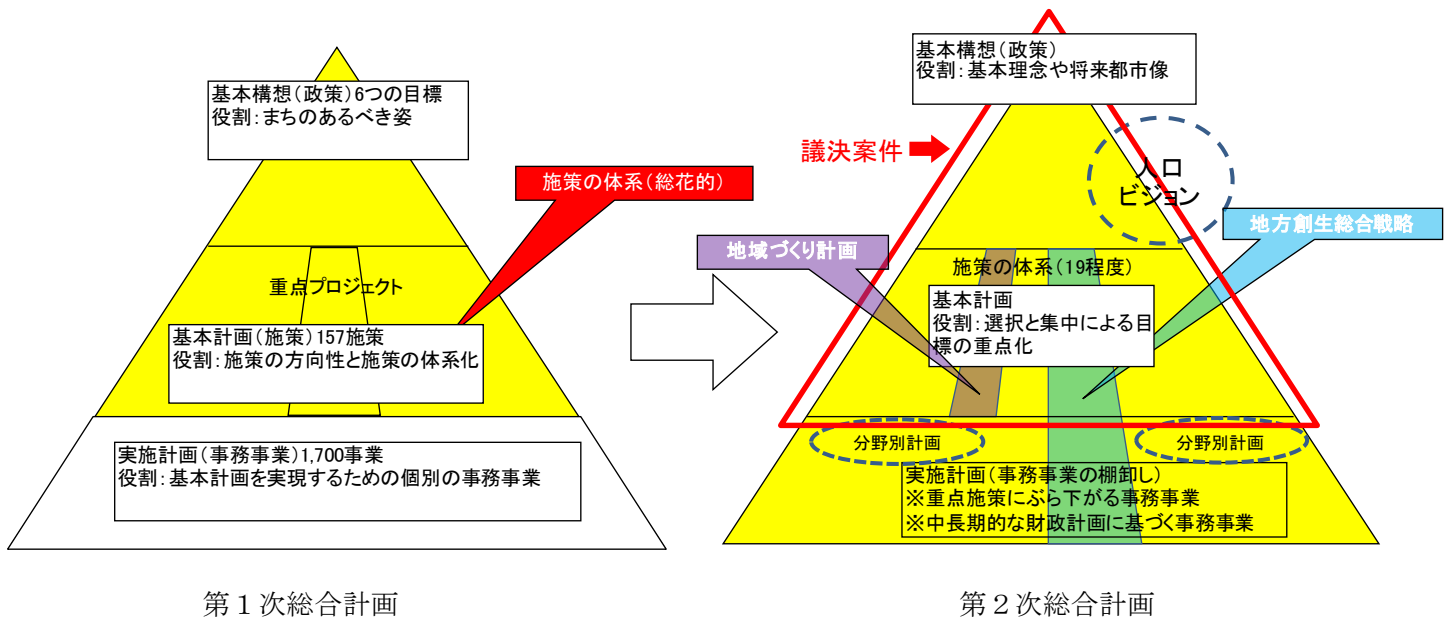 基本構想(政策)6つの目標
役割:まちのあるべき姿
施策の体系(総花的)
重点プロジェクト
基本計画(施策)157施策
役割:施策の方向性と施策の体系化
実施計画(事務事業)1,700事業
役割:基本計画を実現するための個別の事務事業
第1次総合計画
基本構想(政策)
役割:基本理念や将来都市像
議決案件
人口
ビジョン
地域づくり計画
地方創生総合戦略
施策の体系(19程度)
基本計画
役割:選択と集中による目
標の重点化
分野別計画
分野別計画
実施計画(事務事業の棚卸し)
※重点施策にぶら下がる事務事業
※中長期的な財政計画に基づく事務事業
第2次総合計画